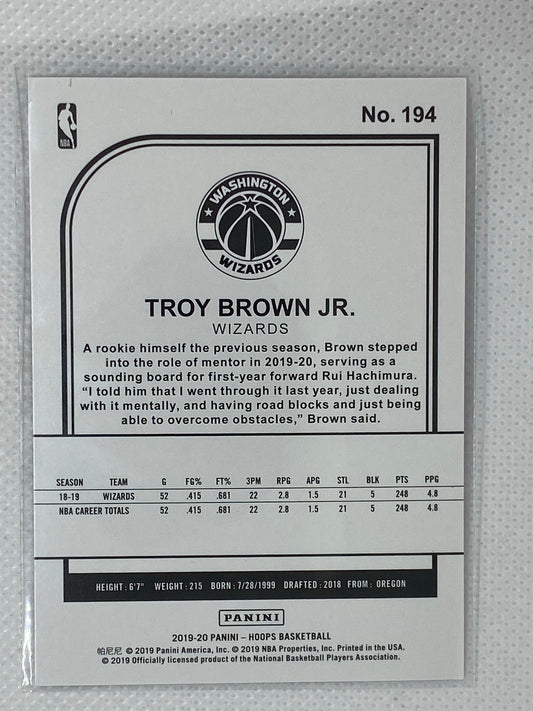 No. 194
NBA
WASHINGTON
WIZARDS
TROY BROWN JR.
WIZARDS
A rookie himself the previous season, Brown stepped
into the role of mentor in 2019-20, serving as a
sounding board for first-year forward Rui Hachimura.
“I told him that I went through it last year, just dealing
with it mentally, and having road blocks and just being
able to overcome obstacles,” Brown said.
SEASON TEAM G FG% FT% 3PM RPG APG STL BLK PTS PPG
18-19 WIZARDS 52 .415 .681 22 2.8 1.5 21 5 248 4.8
NBA CAREER TOTALS 52 .415 .681 22 2.8 1.5 21 5 248 4.8
HEIGHT: 6'7" WEIGHT: 215 BORN: 7/28/1999 DRAFTED: 2018 FROM: OREGON
PANINI
2019-20 PANINI – HOOPS BASKETBALL
帕尼尼 © 2019 Panini America, Inc. © 2019 NBA Properties, Inc. Printed in the USA.
© 2019 Officially licensed product of the National Basketball Players Association.